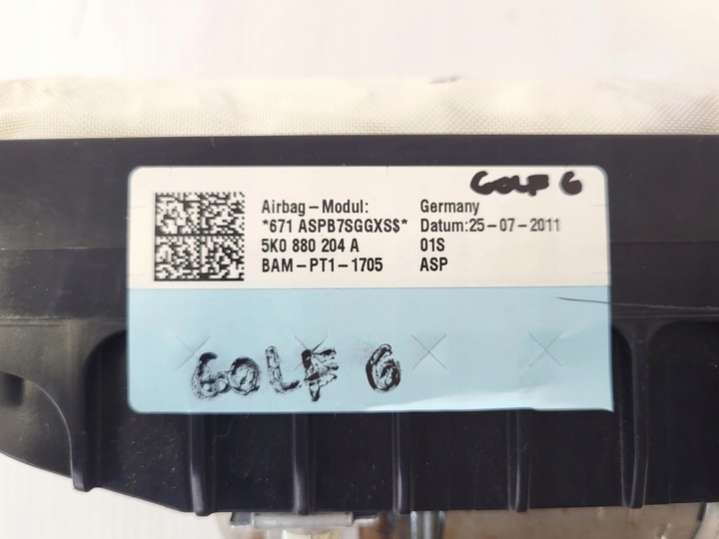 GOLF 6
Airbag-Modul: Germany
*671 ASPB7SGGXS$* Datum:25-07-2011
5K0 880 204 A 01S
BAM-PT1-1705 ASP
GOLF 6